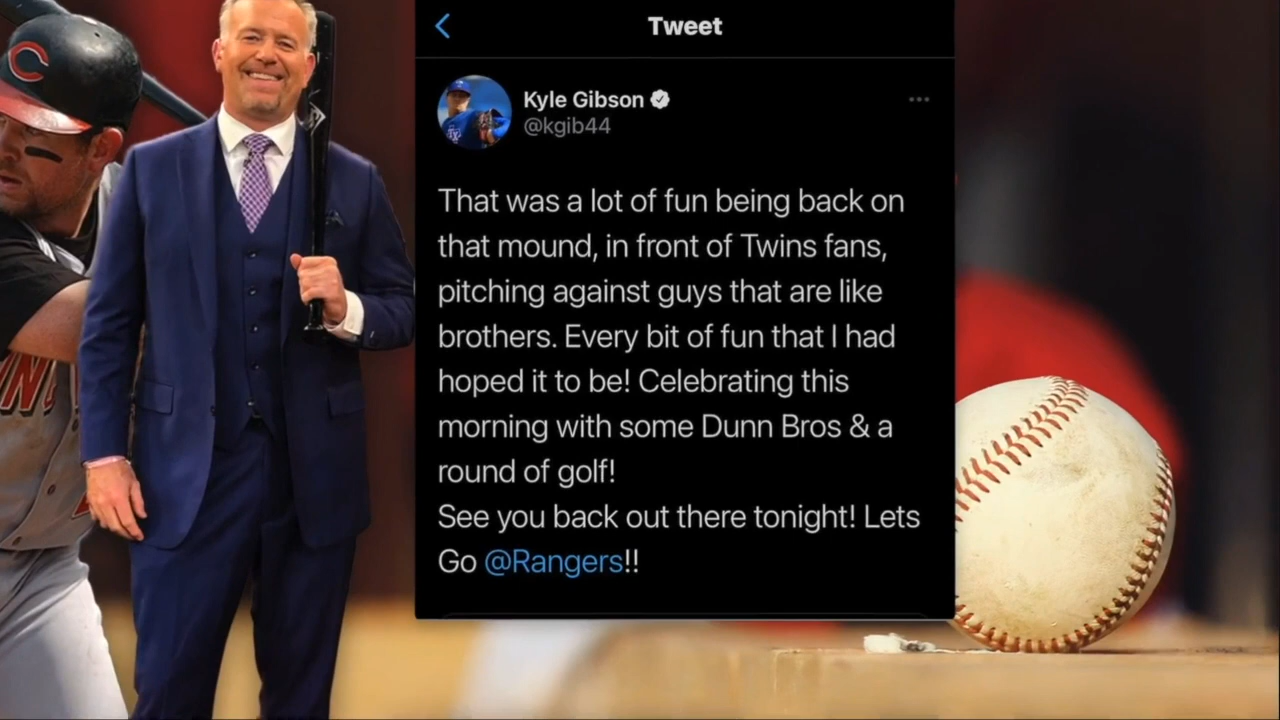 Tweet
Kyle Gibson
@kgib44
That was a lot of fun being back on
that mound, in front of Twins fans,
pitching against guys that are like
brothers. Every bit of fun that I had
hoped it to be! Celebrating this
morning with some Dunn Bros & a
round of golf!
See you back out there tonight! Lets
Go @Rangers!!
C